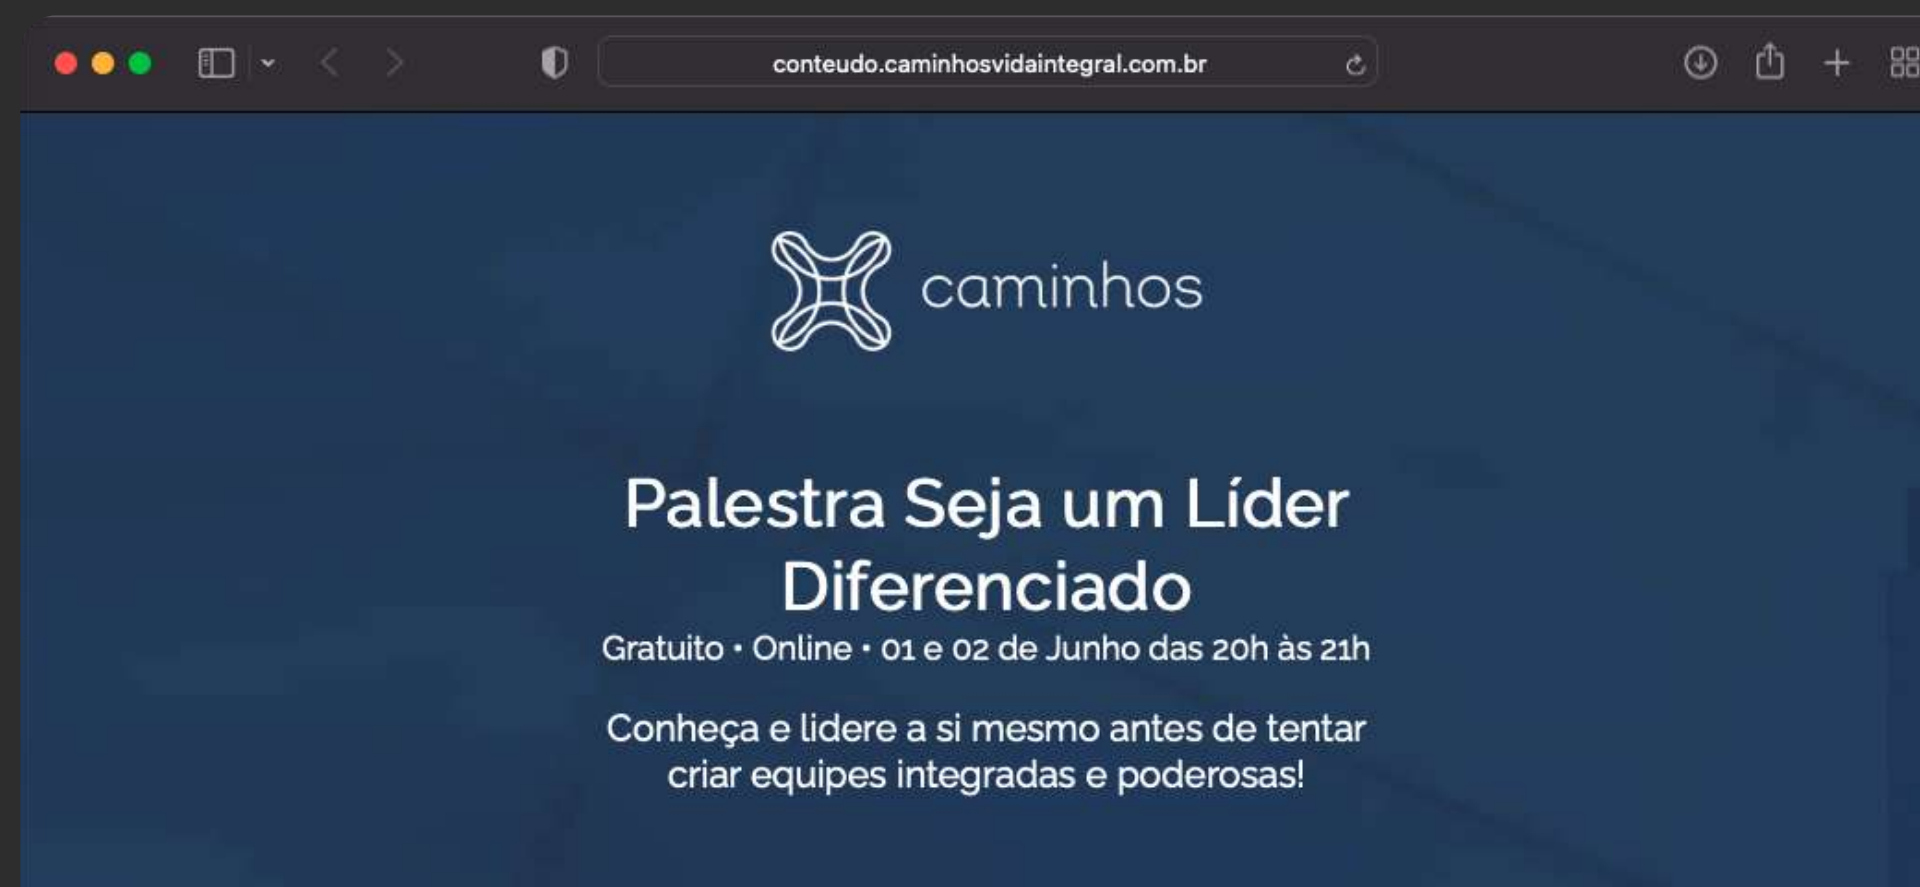 conteudo.caminhosvidaintegral.com.br
caminhos
Palestra Seja um Líder
Diferenciado
Gratuito • Online • 01 e 02 de Junho das 20h às 21h
Conheça e lidere a si mesmo antes de tentar
criar equipes integradas e poderosas!